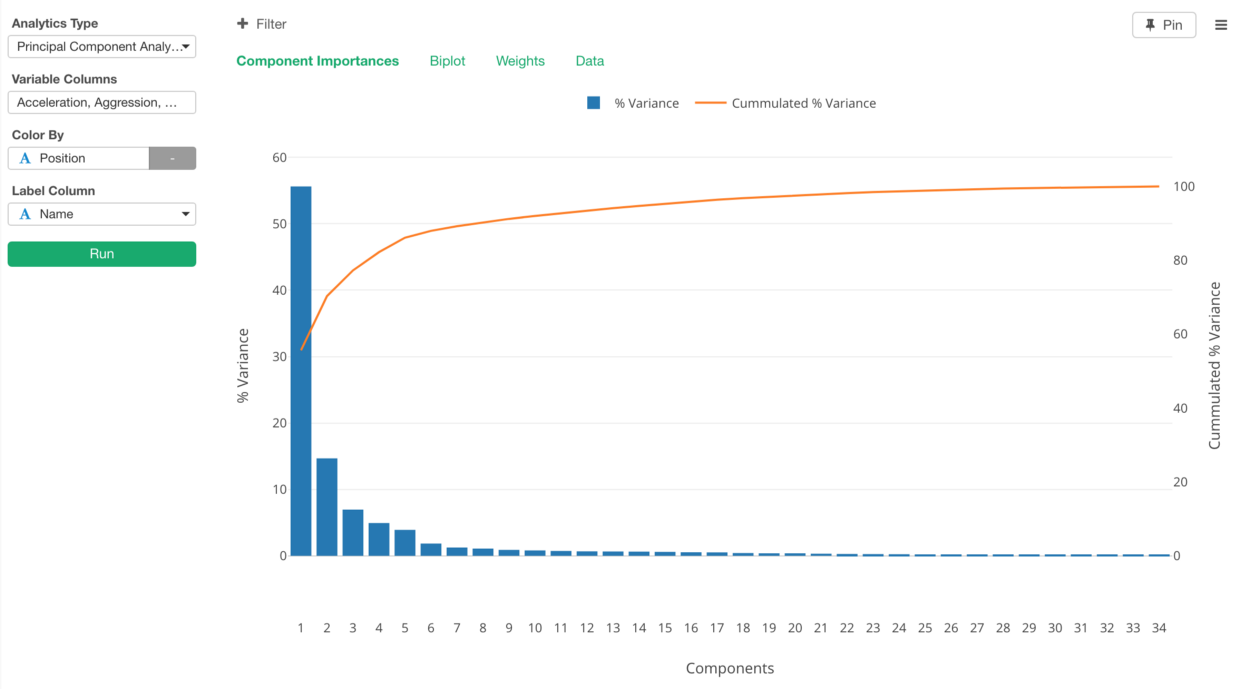 Analytics Type
Principal Component Analy...
Variable Columns
Acceleration, Aggression, ...
Color By
A Position -
Label Column
A Name
Run
+ Filter
Pin
Component Importances Biplot Weights Data
% Variance Cummulated % Variance
60
50
40
30
20
10
0
% Variance
100
80
60
40
20
0
Cummulated % Variance
1 2 3 4 5 6 7 8 9 10 11 12 13 14 15 16 17 18 19 20 21 22 23 24 25 26 27 28 29 30 31 32 33 34
Components